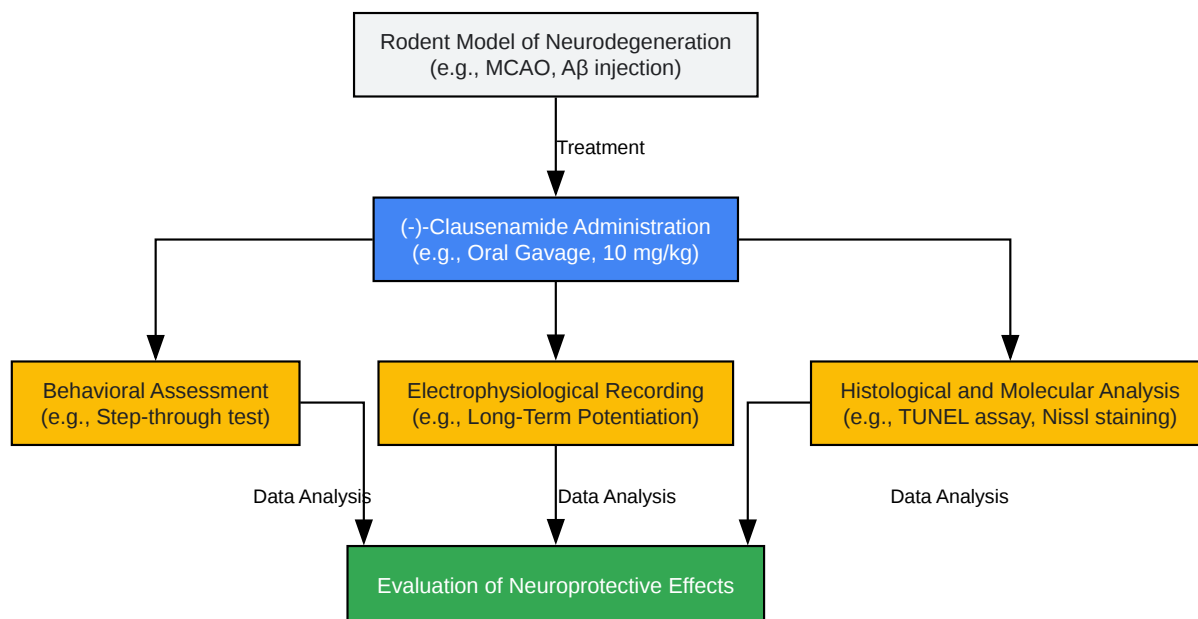 Rodent Model of Neurodegeneration
(e.g., MCAO, Aβ injection)
Treatment
(-)-Clausenamide Administration
(e.g., Oral Gavage, 10 mg/kg)
Behavioral Assessment
(e.g., Step-through test)
Electrophysiological Recording
(e.g., Long-Term Potentiation)
Histological and Molecular Analysis
(e.g., TUNEL assay, Nissl staining)
Data Analysis
Data Analysis
Data Analysis
Evaluation of Neuroprotective Effects